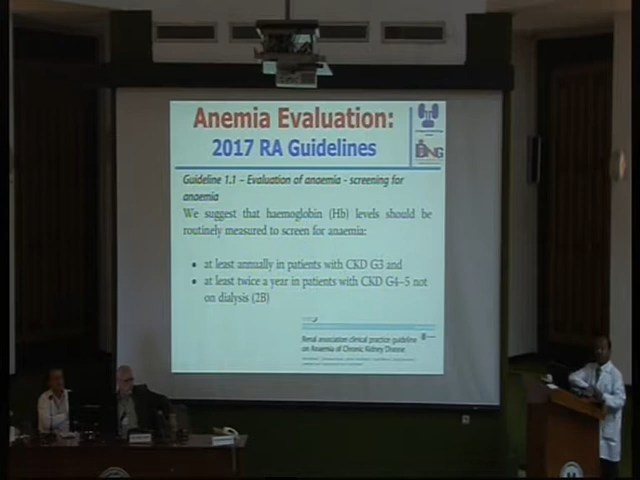 Anemia Evaluation:
2017 RA Guidelines
Guideline 1.1 – Evaluation of anaemia - screening for
anaemia
We suggest that haemoglobin (Hb) levels should be
routinely measured to screen for anaemia:
• at least annually in patients with CKD G3 and
• at least twice a year in patients with CKD G4–5 not
on dialysis (2B)
Renal association clinical practice guideline
on Anaemia of Chronic Kidney Disease